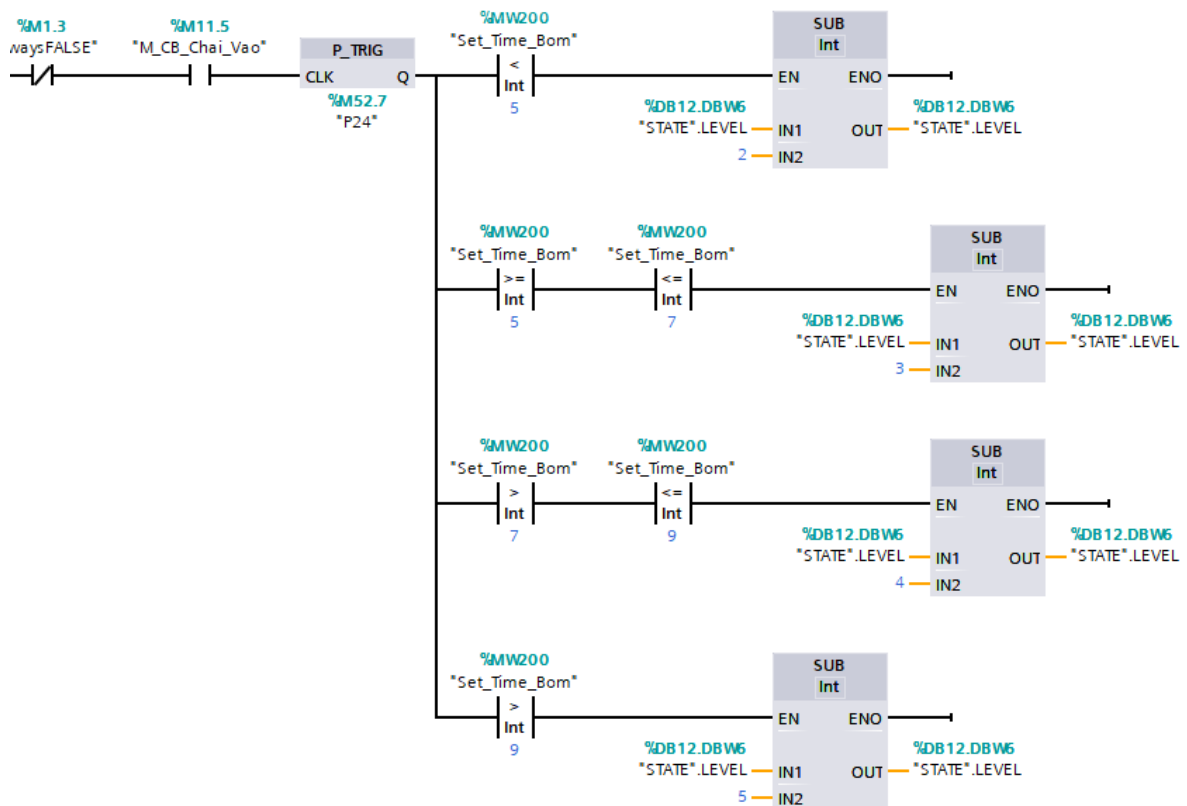 %M1.3
waysFALSE"
%M11.5
"M_CB_Chai_Vao"
P_TRIG
CLK Q
%M52.7
"P24"
%MW200
"Set_Time_Bom"
<
Int
5
SUB
Int
EN ENO
%DB12.DBW6
"STATE".LEVEL
IN1
2
IN2
OUT
%DB12.DBW6
"STATE".LEVEL
%MW200
"Set_Time_Bom"
>=
Int
5
%MW200
"Set_Time_Bom"
<=
Int
7
SUB
Int
EN ENO
%DB12.DBW6
"STATE".LEVEL
IN1
3
IN2
OUT
%DB12.DBW6
"STATE".LEVEL
%MW200
"Set_Time_Bom"
>
Int
7
%MW200
"Set_Time_Bom"
<=
Int
9
SUB
Int
EN ENO
%DB12.DBW6
"STATE".LEVEL
IN1
4
IN2
OUT
%DB12.DBW6
"STATE".LEVEL
%MW200
"Set_Time_Bom"
>
Int
9
SUB
Int
EN ENO
%DB12.DBW6
"STATE".LEVEL
IN1
5
IN2
OUT
%DB12.DBW6
"STATE".LEVEL